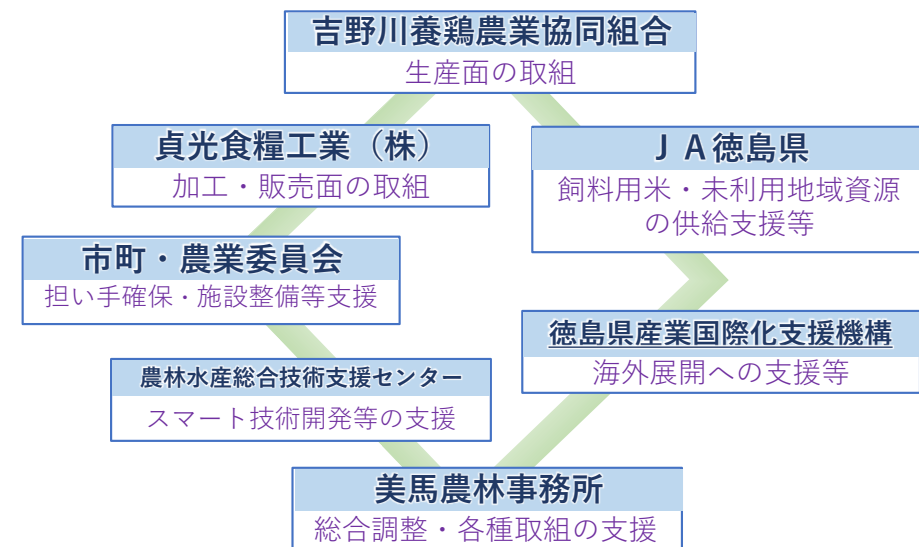 吉野川養鶏農業協同組合
生産面の取組
貞光食糧工業（株）
加工・販売面の取組
ＪＡ徳島県
飼料用米・未利用地域資源
の供給支援等
市町・農業委員会
担い手確保・施設整備等支援
徳島県産業国際化支援機構
海外展開への支援等
農林水産総合技術支援センター
スマート技術開発等の支援
美馬農林事務所
総合調整・各種取組の支援